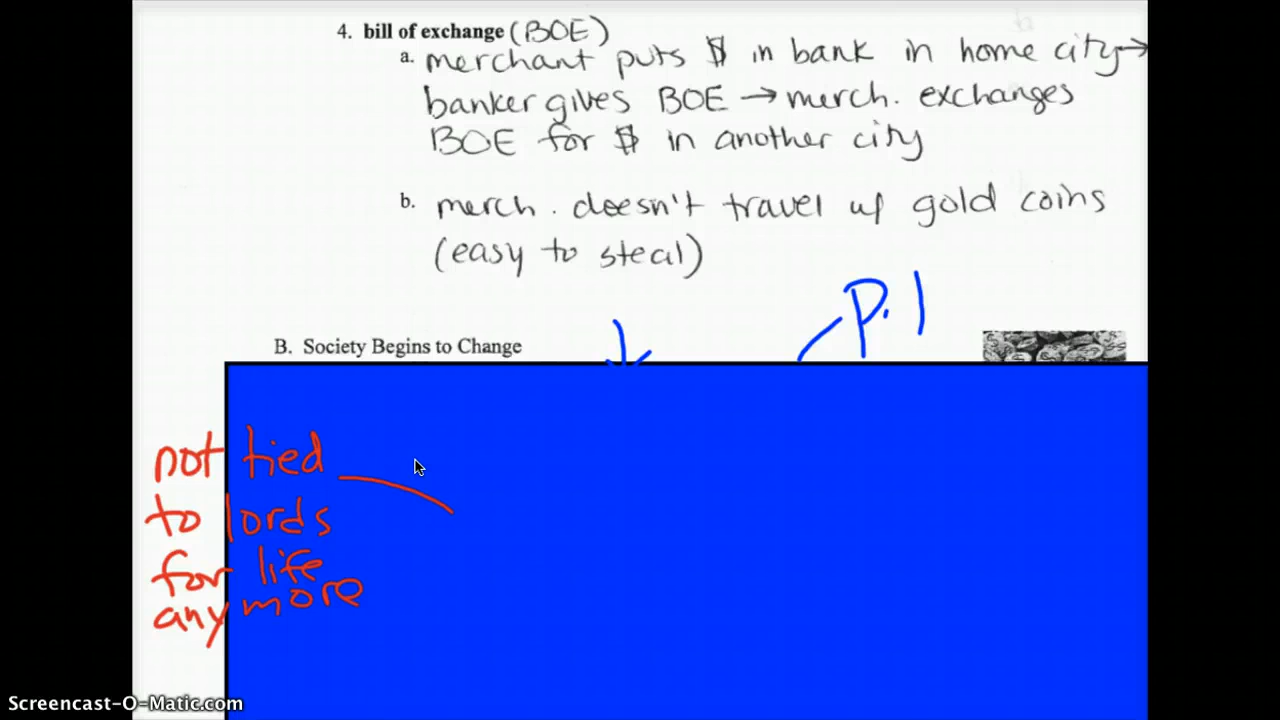 4. bill of exchange (BOE)
a. merchant puts $ in bank in home city→
banker gives BOE → merch. exchanges
BOE for $ in another city
b. merch. doesn't travel w/ gold coins
(easy to steal)
P. 1
B. Society Begins to Change
not tied
to lords
for life
anymore
Screencast-O-Matic.com